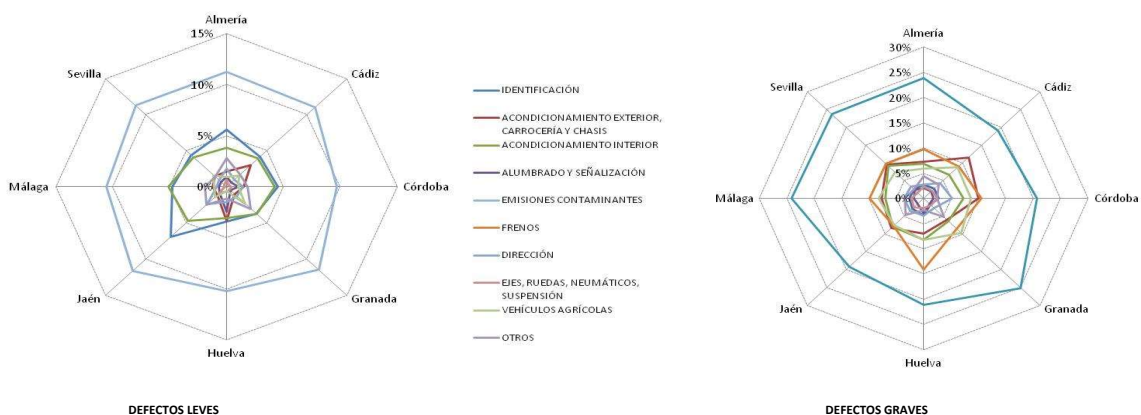 Almería
15%
10%
5%
0%
Cádiz
Córdoba
Granada
Huelva
Jaén
Málaga
Sevilla
DEFECTOS LEVES
IDENTIFICACIÓN
ACONDICIONAMIENTO EXTERIOR,
CARROCERÍA Y CHASIS
ACONDICIONAMIENTO INTERIOR
ALUMBRADO Y SEÑALIZACIÓN
EMISIONES CONTAMINANTES
FRENOS
DIRECCIÓN
EJES, RUEDAS, NEUMÁTICOS,
SUSPENSIÓN
VEHÍCULOS AGRÍCOLAS
OTROS
Almería
30%
25%
20%
15%
10%
5%
0%
Cádiz
Córdoba
Granada
Huelva
Jaén
Málaga
Sevilla
DEFECTOS GRAVES